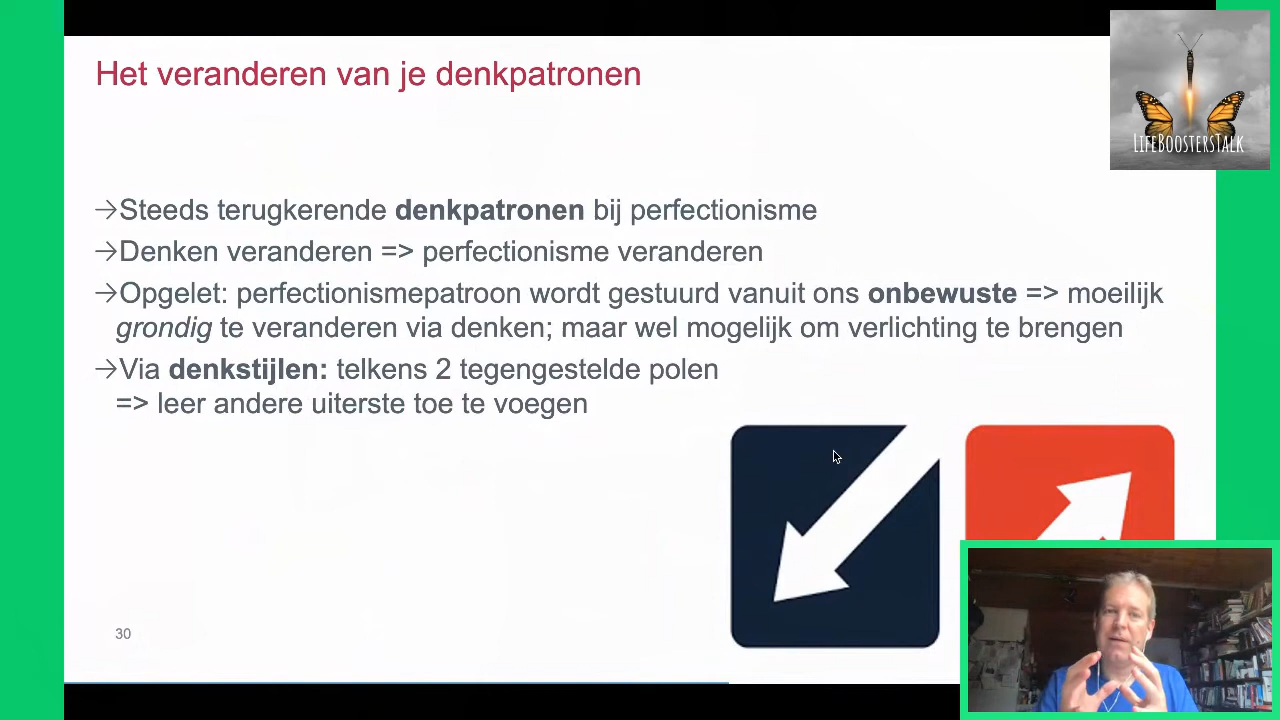 Het veranderen van je denkpatronen
LIFEBOOSTERSTALK
→Steeds terugkerende denkpatronen bij perfectionisme
→Denken veranderen => perfectionisme veranderen
→Opgelet: perfectionismepatroon wordt gestuurd vanuit ons onbewuste => moeilijk
grondig te veranderen via denken; maar wel mogelijk om verlichting te brengen
→Via denkstijlen: telkens 2 tegengestelde polen
=> leer andere uiterste toe te voegen
30